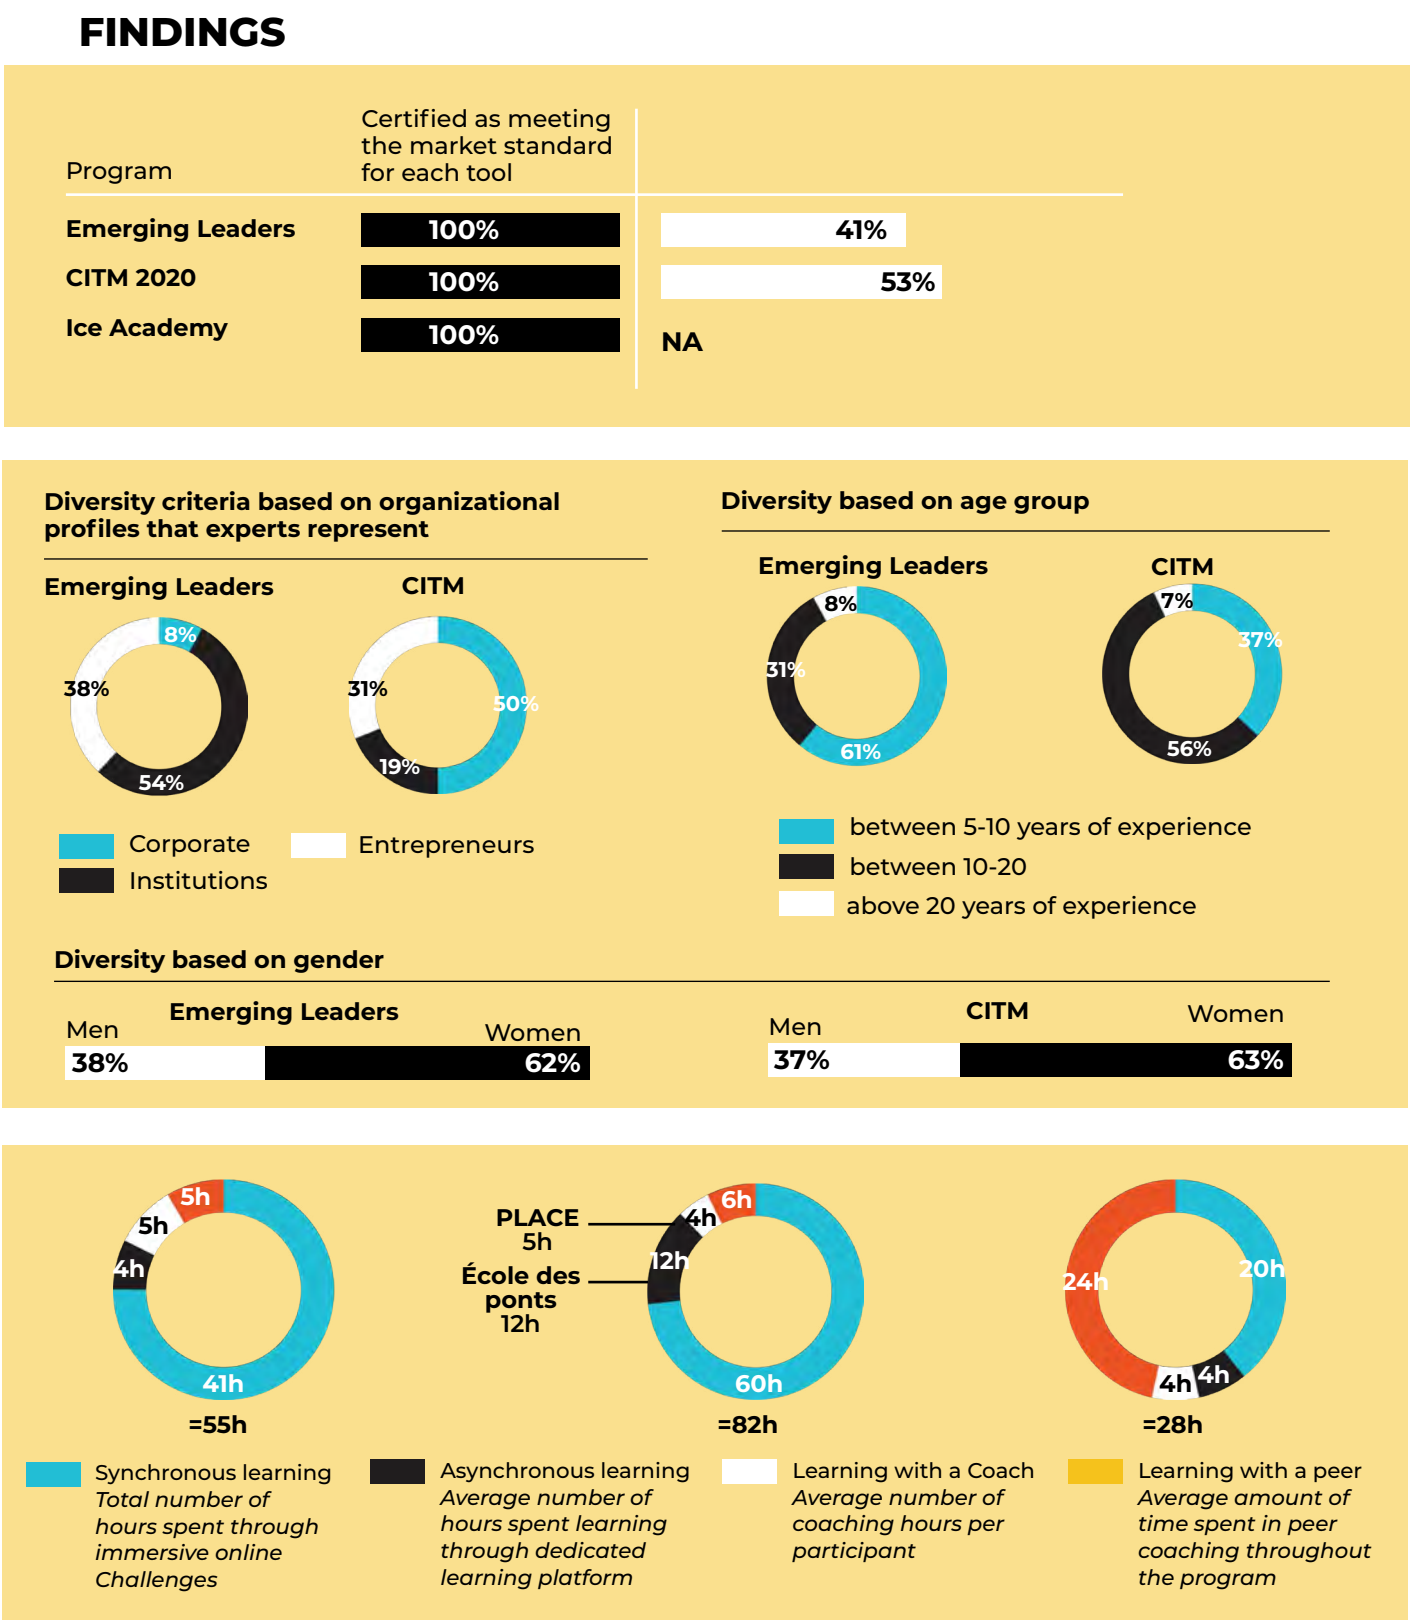 FINDINGS
Program
Certified as meeting
the market standard
for each tool
Emerging Leaders
100%
41%
CITM 2020
100%
53%
Ice Academy
100%
NA
Diversity criteria based on organizational
profiles that experts represent
Emerging Leaders
CITM
8%
38%
54%
31%
50%
19%
Corporate
Entrepreneurs
Institutions
Diversity based on age group
Emerging Leaders
CITM
8%
31%
61%
7%
37%
56%
between 5-10 years of experience
between 10-20
above 20 years of experience
Diversity based on gender
Emerging Leaders
Men
Women
38%
62%
CITM
Men
Women
37%
63%
5h
5h
4h
41h
=55h
PLACE
5h
École des
ponts
12h
6h
4h
12h
60h
=82h
24h
20h
4h
4h
=28h
Synchronous learning
Total number of
hours spent through
immersive online
Challenges
Asynchronous learning
Average number of
hours spent learning
through dedicated
learning platform
Learning with a Coach
Average number of
coaching hours per
participant
Learning with a peer
Average amount of
time spent in peer
coaching throughout
the program